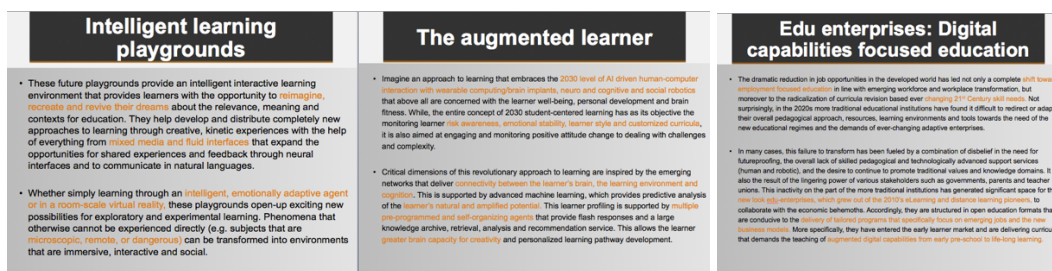 Intelligent learning
playgrounds
• These future playgrounds provide an intelligent interactive learning
environment that provides learners with the opportunity to reimagine,
recreate and revive their dreams about the relevance, meaning and
contexts for education. They help develop and distribute completely new
approaches to learning through creative, kinetic experiences with the help
of everything from mixed media and fluid interfaces that expand the
opportunities for shared experiences and feedback through neural
interfaces and to communicate in natural languages.
• Whether simply learning through an intelligent, emotionally adaptive agent
or in a room-scale virtual reality, these playgrounds open-up exciting new
possibilities for exploratory and experimental learning. Phenomena that
otherwise cannot be experienced directly (e.g. subjects that are
microscopic, remote, or dangerous) can be transformed into environments
that are immersive, interactive and social.
The augmented learner
• Imagine an approach to learning that embraces the 2030 level of AI driven human-computer
interaction with wearable computing/brain implants, neuro and cognitive and social robotics
that above all are concerned with the learner well-being, personal development and brain
fitness. While, the entire concept of 2030 student-centered learning has as its objective the
monitoring learner risk awareness, emotional stability, learner style and customized curricula,
it is also aimed at engaging and monitoring positive attitude change to dealing with challenges
and complexity.
• Critical dimensions of this revolutionary approach to learning are inspired by the emerging
networks that deliver connectivity between the learner's brain, the learning environment and
cognition. This is supported by advanced machine learning, which provides predictive analysis
of the learner's natural and amplified potential. This learner profiling is supported by multiple
pre-programmed and self-organizing agents that provide flash responses and a large
knowledge archive, retrieval, analysis and recommendation service. This allows the learner
greater brain capacity for creativity and personalized learning pathway development.
Edu enterprises: Digital
capabilities focused education
• The dramatic reduction in job opportunities in the developed world has led not only a complete shift
employment focused education in line with emerging workforce and workplace transformation, but
moreover to the radicalization of curricula revision based ever changing 21st Century skill needs. Not
surprisingly, in the 2020s more traditional educational institutions have found it difficult to redirect or
their overall pedagogical approach, resources, learning environments and tools towards the need of the
new educational regimes and the demands of ever-changing adaptive enterprises.
• In many cases, this failure to transform has been fueled by a combination of disbelief in the need for
futureproofing, the overall lack of skilled pedagogical and technologically advanced support services
(human and robotic), and the desire to continue to promote traditional values and knowledge domains. It
also the result of the lingering power of various stakeholders such as governments, parents and teacher
unions. This inactivity on the part of the more traditional institutions has generated significant space for
new look edu-enterprises, which grew out of the 2010's eLearning and distance learning pioneers, to
collaborate with the economic behemoths. Accordingly, they are structured in open education formats
are conducive to the delivery of tailored programs that specifically focus on emerging jobs and the new
business models. More specifically, they have entered the early learner market and are delivering
that demands the teaching of augmented digital capabilities from early pre-school to life-long learning.